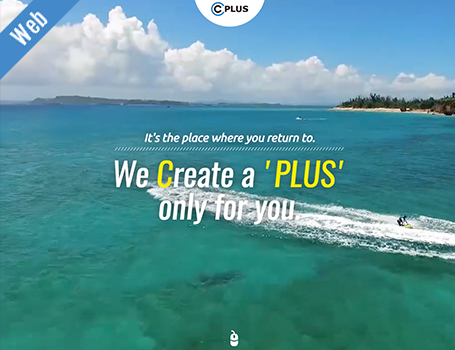 Web
C PLUS
It's the place where you return to.
We Create a 'PLUS'
only for you.